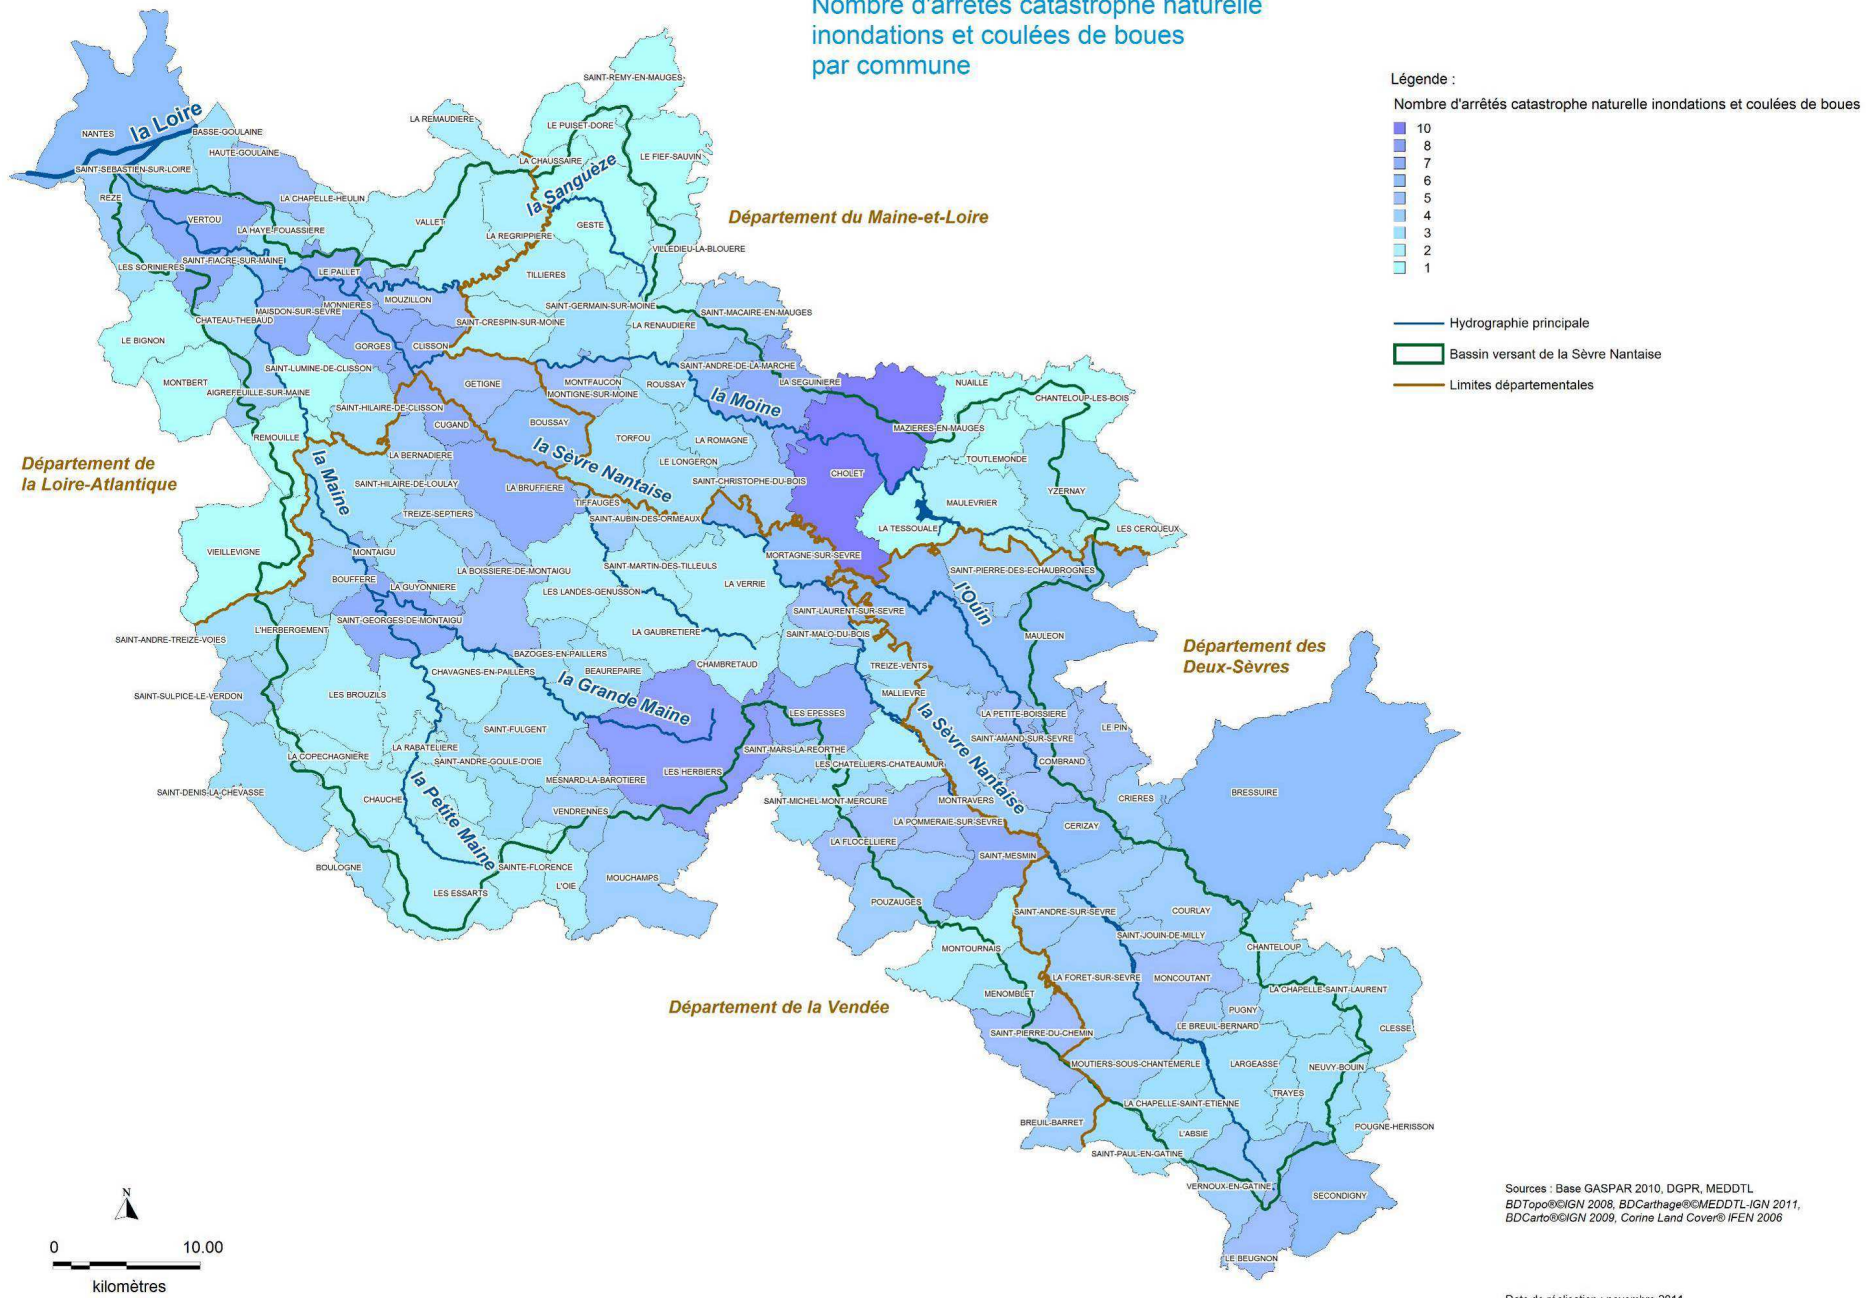 Nombre d'arrêtés catastrophe naturelle
inondations et coulées de boues
par commune
Légende :
Nombre d'arrêtés catastrophe naturelle inondations et coulées de boues
10
8
7
6
5
4
3
2
1
Hydrographie principale
Bassin versant de la Sèvre Nantaise
Limites départementales
SAINT-REMY-EN-MAUGES
LA REMAUDIERE
LE PUISET-DORE
NANTES
la Loire
BASSE-GOULAINE
HAUTE-GOULAINE
LA CHAUSSAIRE
LE FIEF-SAUVIN
SAINT-SEBASTIEN-SUR-LOIRE
la Sanguèze
REZE
LA CHAPELLE-HEULIN
VERTOU
VALLET
GESTE
Département du Maine-et-Loire
LA HAYE-FOUASSIERE
LA REGRIPPIERE
VILLEDIEU-LA-BLOUERE
SAINT-FIACRE-SUR-MAINE
LES SORINIERES
LE PALLET
TILLIERES
MOUZILLON
MONNIERES
MAISDON-SUR-SEVRE
SAINT-GERMAIN-SUR-MOINE
SAINT-MACAIRE-EN-MAUGES
CHATEAU-THEBAUD
SAINT-CRESPIN-SUR-MOINE
LA RENAUDIERE
LE BIGNON
GORGES
CLISSON
SAINT-LUMINE-DE-CLISSON
SAINT-ANDRE-DE-LA-MARCHE
MONTBERT
GETIGNE
MONTFAUCON
ROUSSAY
LA SEGUINIERE
NUAILLE
AIGREFEUILLE-SUR-MAINE
MONTIGNE-SUR-MOINE
la Moine
CHANTELOUP-LES-BOIS
SAINT-HILAIRE-DE-CLISSON
CUGAND
BOUSSAY
MAZIERES-EN-MAUGES
REMOUILLE
TORFOU
LA ROMAGNE
Département de
la Loire-Atlantique
la Maine
LA BERNADIERE
la Sèvre Nantaise
LE LONGERON
TOUTLEMONDE
CHOLET
SAINT-HILAIRE-DE-LOULAY
LA BRUFFIERE
SAINT-CHRISTOPHE-DU-BOIS
YZERNAY
TIFFAUGES
MAULEVRIER
TREIZE-SEPTIERS
SAINT-AUBIN-DES-ORMEAUX
LA TESSOUALE
LES CERQUEUX
VIEILLEVIGNE
MONTAIGU
MORTAGNE-SUR-SEVRE
BOUFFERE
LA BOISSIERE-DE-MONTAIGU
SAINT-MARTIN-DES-TILLEULS
SAINT-PIERRE-DES-ECHAUBROGNES
LA GUYONNIERE
LA VERRIE
LES LANDES-GENUSSON
l'Ouin
SAINT-LAURENT-SUR-SEVRE
SAINT-GEORGES-DE-MONTAIGU
L'HERBERGEMENT
LA GAUBRETIERE
SAINT-MALO-DU-BOIS
MAULEON
SAINT-ANDRE-TREIZE-VOIES
Département des
Deux-Sèvres
BAZOGES-EN-PAILLERS
CHAMBRETAUD
TREIZE-VENTS
CHAVAGNES-EN-PAILLERS
BEAUREPAIRE
la Grande Maine
SAINT-SULPICE-LE-VERDON
LES BROUZILS
MALLIEVRE
LES EPESSES
la Sèvre Nantaise
LA PETITE-BOISSIERE
SAINT-FULGENT
LE PIN
SAINT-AMAND-SUR-SEVRE
LA RABATELIERE
SAINT-MARS-LA-REORTHE
LA COPECHAGNIERE
SAINT-ANDRE-GOULE-D'OIE
LES CHATELLIERS-CHATEAUMUR
COMBRAND
LES HERBIERS
MESNARD-LA-BAROTIERE
SAINT-DENIS-LA-CHEVASSE
BRESSUIRE
CHAUCHE
la Petite Maine
SAINT-MICHEL-MONT-MERCURE
MONTRAVERS
CRIERES
VENDRENNES
LA POMMERAIE-SUR-SEVRE
CERIZAY
LA FLOCELLIERE
SAINT-MESMIN
BOULOGNE
SAINTE-FLORENCE
MOUCHAMPS
L'OIE
LES ESSARTS
POUZAUGES
SAINT-ANDRE-SUR-SEVRE
COURLAY
SAINT-JOUIN-DE-MILLY
MONTOURNAIS
CHANTELOUP
LA FORET-SUR-SEVRE
MONCOUTANT
LA CHAPELLE-SAINT-LAURENT
MENOMBLET
Département de la Vendée
PUGNY
LE BREUIL-BERNARD
CLESSE
SAINT-PIERRE-DU-CHEMIN
MOUTIERS-SOUS-CHANTEMERLE
LARGEASSE
NEUVY-BOUIN
TRAYES
LA CHAPELLE-SAINT-ETIENNE
BREUIL-BARRET
L'ABSIE
POUGNE-HERISSON
SAINT-PAUL-EN-GATINE
VERNOUX-EN-GATINE
SECONDIGNY
LE BEUGNON
N
0 10.00
kilomètres
Sources : Base GASPAR 2010, DGPR, MEDDTL
BDTopo®©IGN 2008, BDCarthage®©MEDDTL-IGN 2011,
BDCarto®©IGN 2009, Corine Land Cover® IFEN 2006
Date de réalisation : novembre 2011